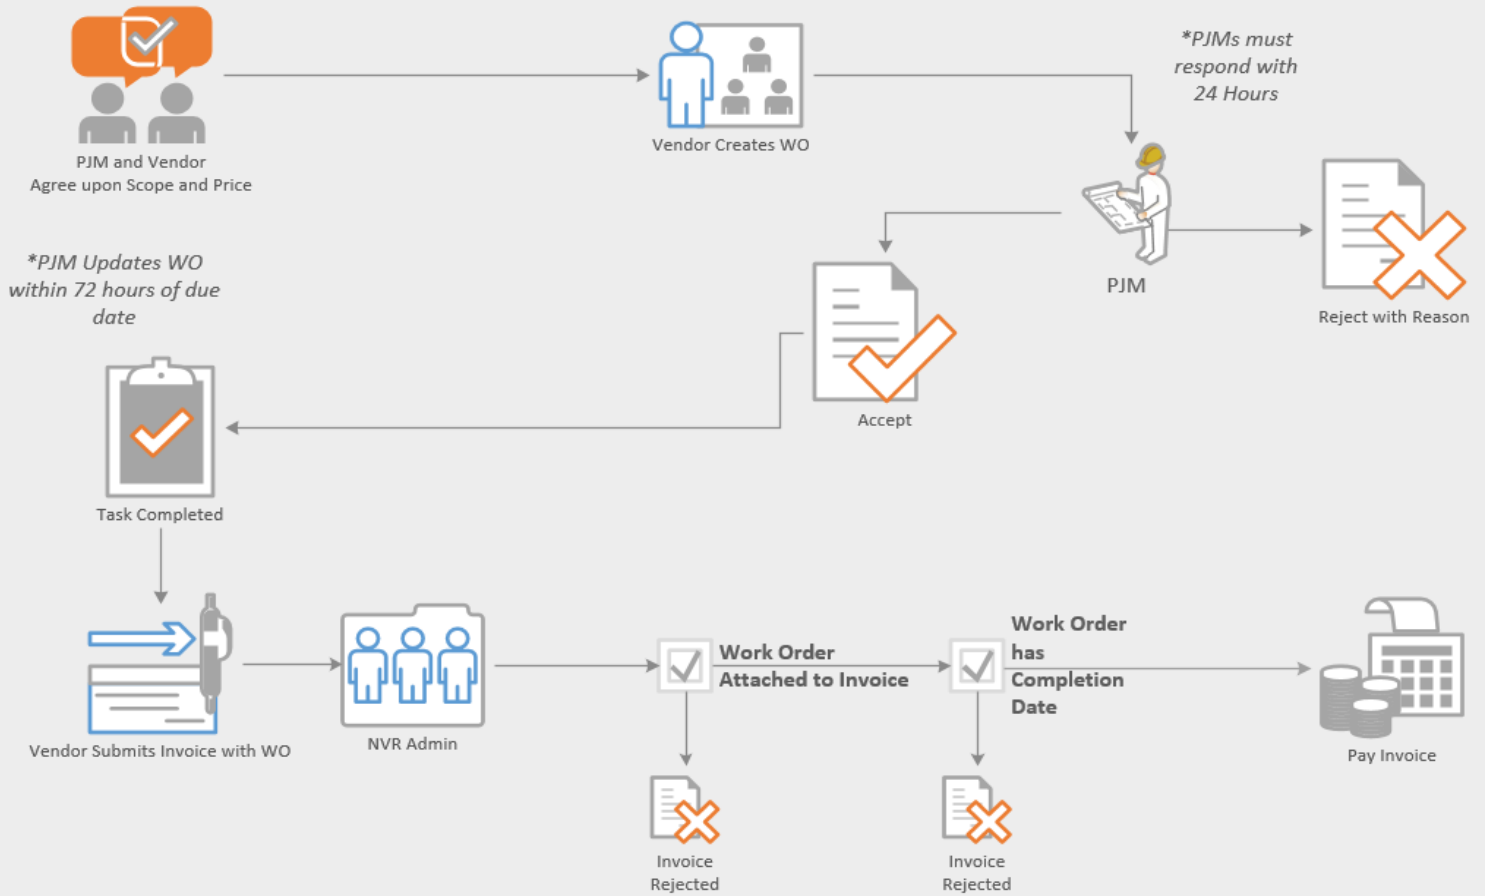 PJM and Vendor
Agree upon Scope and Price
Vendor Creates WO
*PJMs must
respond with
24 Hours
PJM
Reject with Reason
Accept
*PJM Updates WO
within 72 hours of due
date
Task Completed
Vendor Submits Invoice with WO
NVR Admin
Work Order
Attached to Invoice
Invoice
Rejected
Work Order
has
Completion
Date
Invoice
Rejected
Pay Invoice